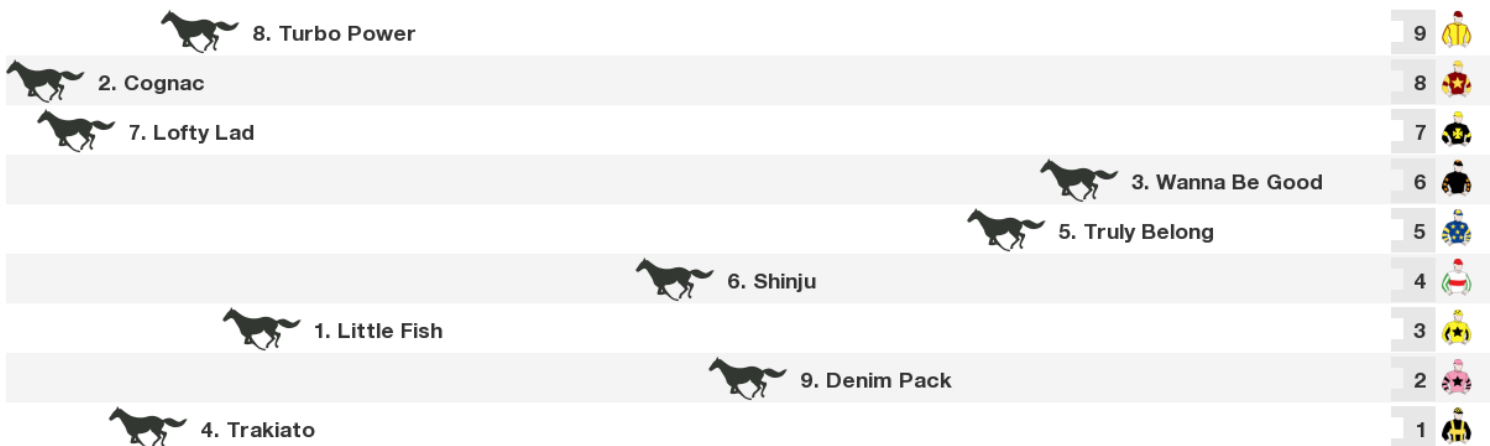 8. Turbo Power 9
2. Cognac 8
7. Lofty Lad 7
3. Wanna Be Good 6
5. Truly Belong 5
6. Shinju 4
1. Little Fish 3
9. Denim Pack 2
4. Trakiato 1